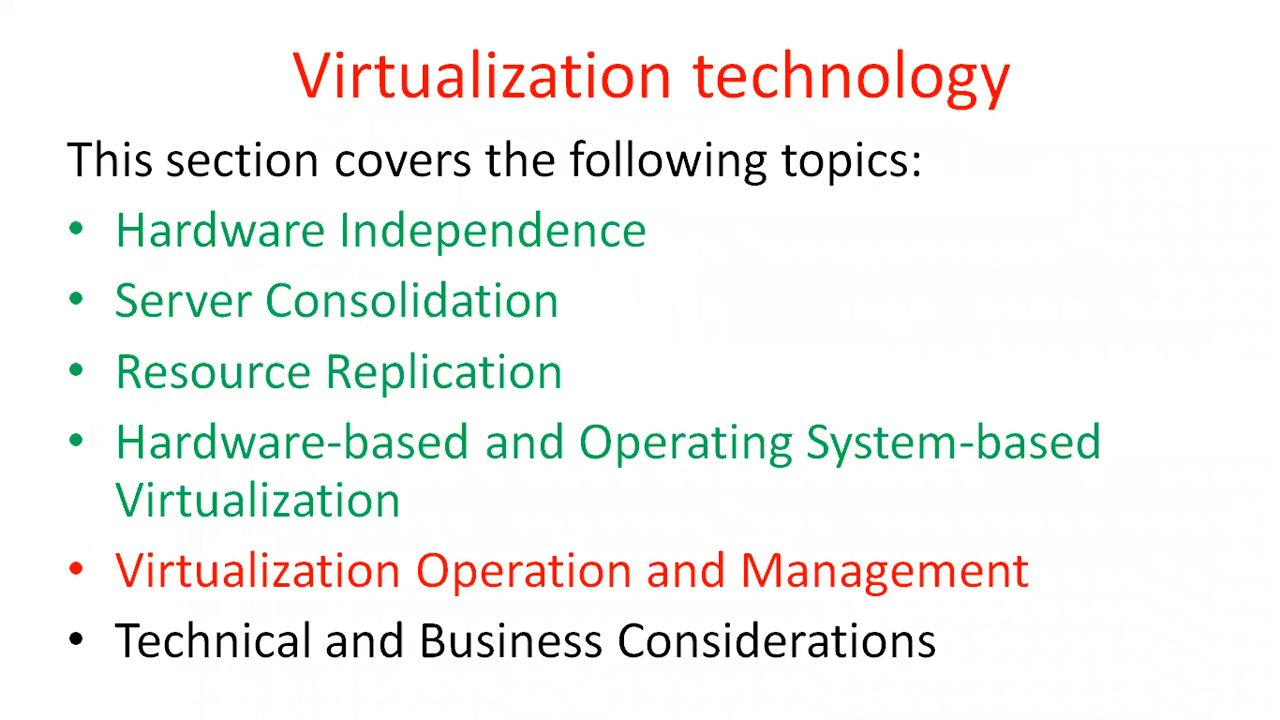 Virtualization technology
This section covers the following topics:
• Hardware Independence
• Server Consolidation
• Resource Replication
• Hardware-based and Operating System-based
Virtualization
• Virtualization Operation and Management
• Technical and Business Considerations